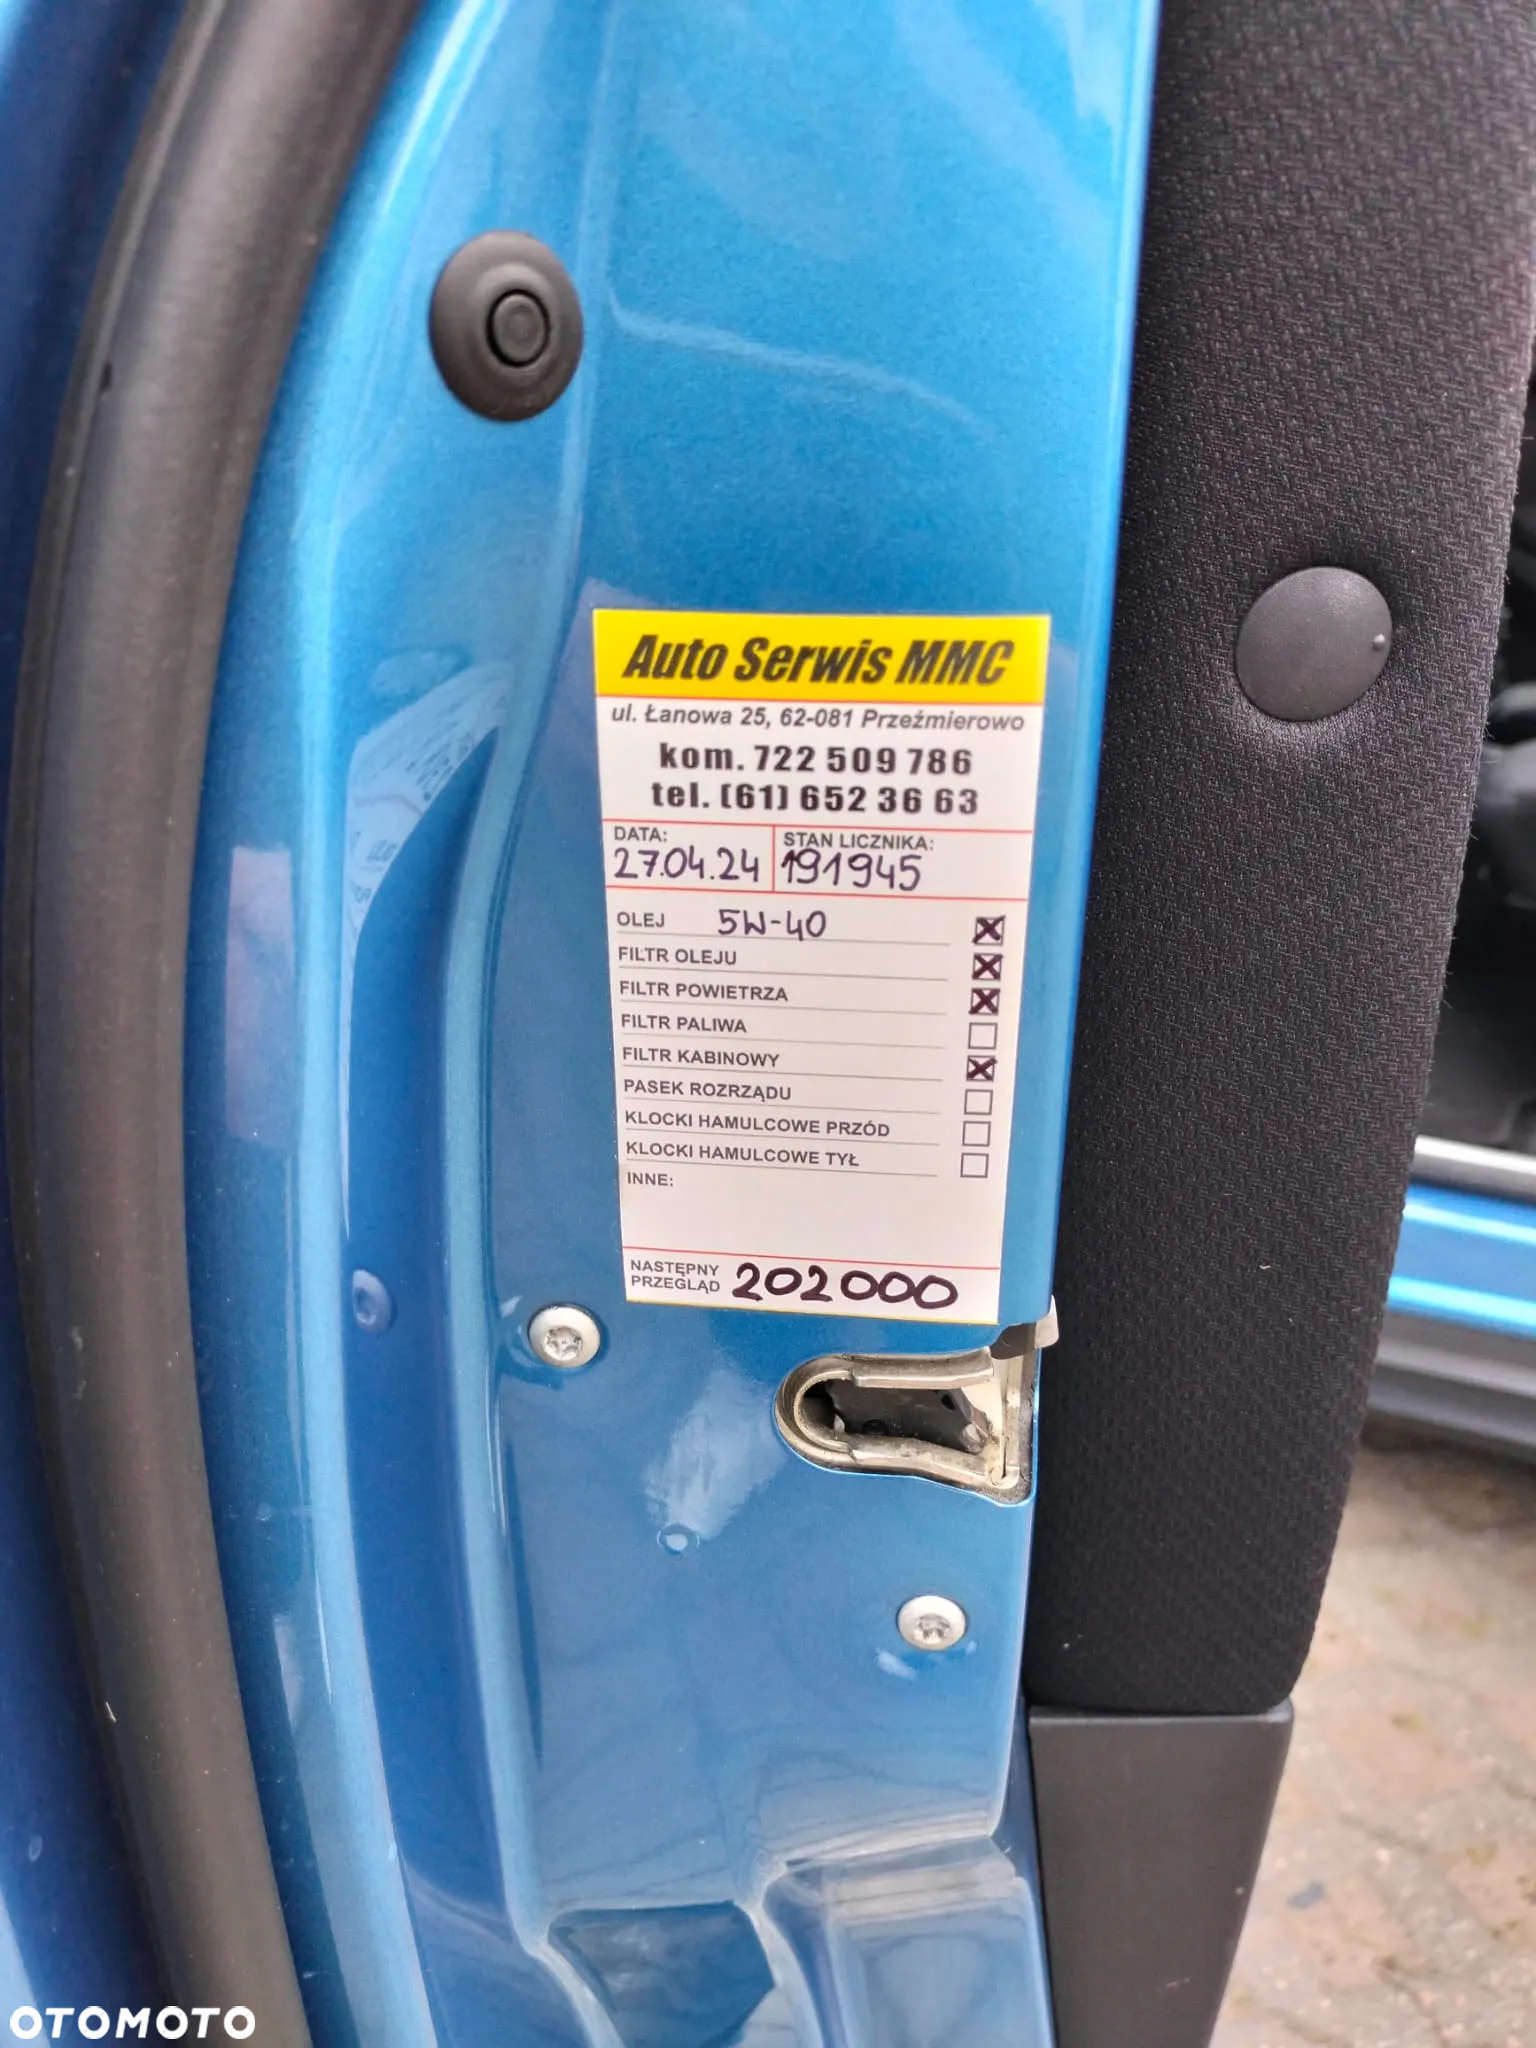 Auto Serwis MMC
ul. Łanowa 25, 62-081 Przeźmierowo
kom. 722 509 786
tel. (61) 652 36 63
DATA:
27.04.24
STAN LICZNIKA:
191945
OLEJ 5W-40
FILTR OLEJU
FILTR POWIETRZA
FILTR PALIWA
FILTR KABINOWY
PASEK ROZRZĄDU
KLOCKI HAMULCOWE PRZÓD
KLOCKI HAMULCOWE TYŁ
INNE:
NASTĘPNY
PRZEGLĄD 202000
OTOMOTO